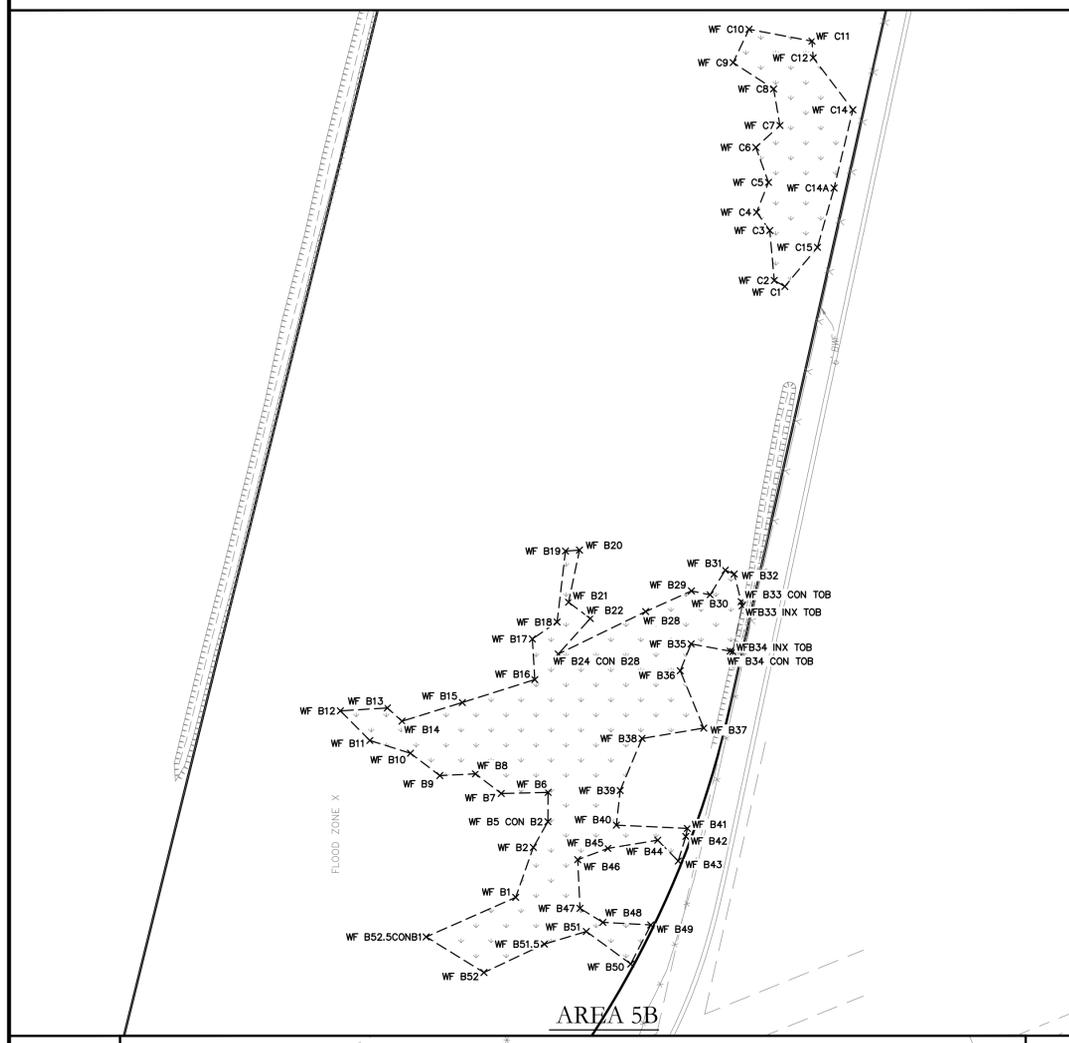 WF C10
WF C11
WF C12
WF C9
WF C8
WF C14
WF C7
WF C6
WF C5
WF C14A
WF C4
WF C3
WF C15
WF C2
WF C1
WF B19
WF B20
WF B31
WF B32
WF B29
WF B30
WF B33 CON TOB
WFB33 INX TOB
WF B21
WF B22
WF B28
WF B18
WF B17
WF B35
WFB34 INX TOB
WF B34 CON TOB
WF B24 CON B28
WF B36
WF B16
WF B15
WF B13
WF B12
WF B14
WF B37
WF B38
WF B11
WF B10
WF B9
WF B8
WF B7
WF B6
WF B39
FLOOD ZONE X
WF B5 CON B2
WF B40
WF B41
WF B42
WF B2
WF B45
WF B44
WF B43
WF B46
WF B1
WF B47
WF B48
WF B49
WF B51
WF B52.5CONB1
WF B51.5
WF B50
WF B52
AREA 5B